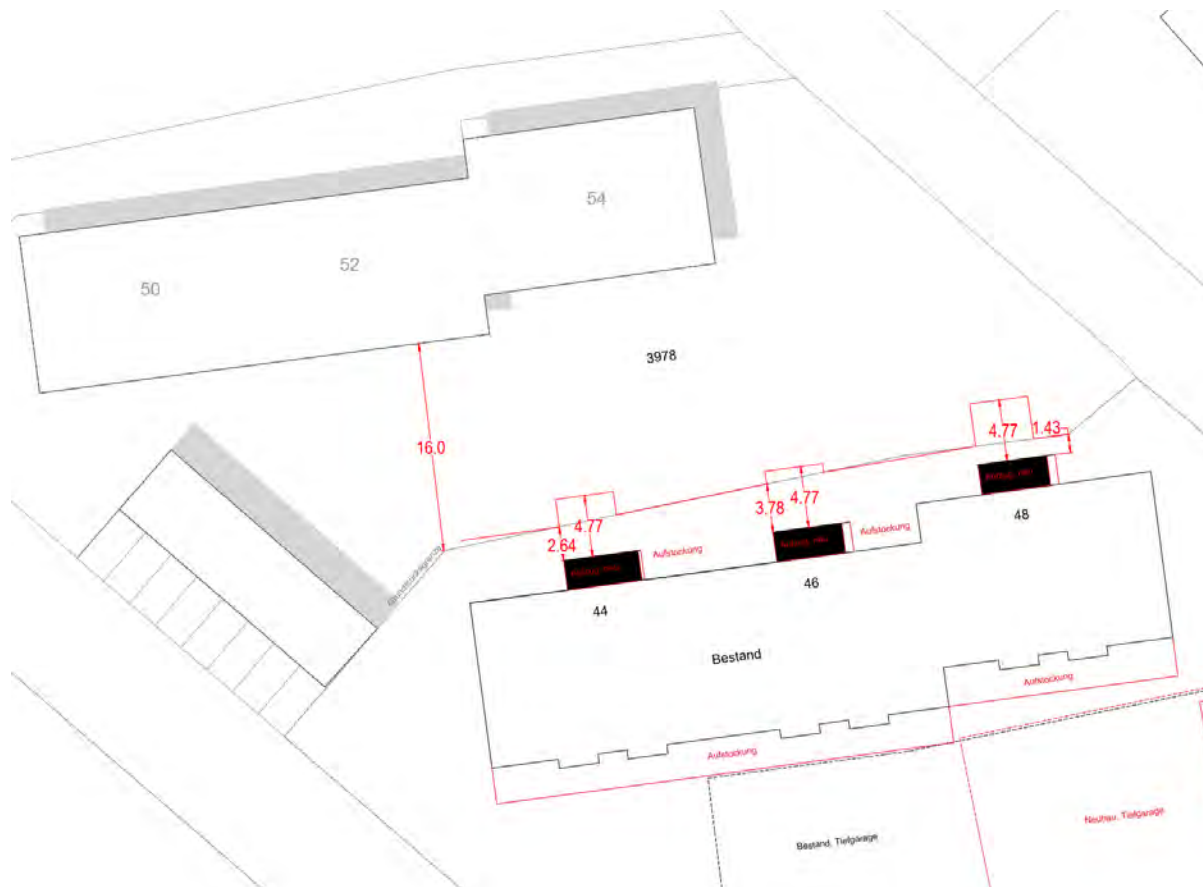 54
52
50
3978
16.0
4.77
1.43
4.77
3.78
4.77
2.64
Aufstockung
Aufstockung
48
46
44
Bestand
Aufstockung
Aufstockung
Neubau, Tiefgarage
Bestand, Tiefgarage